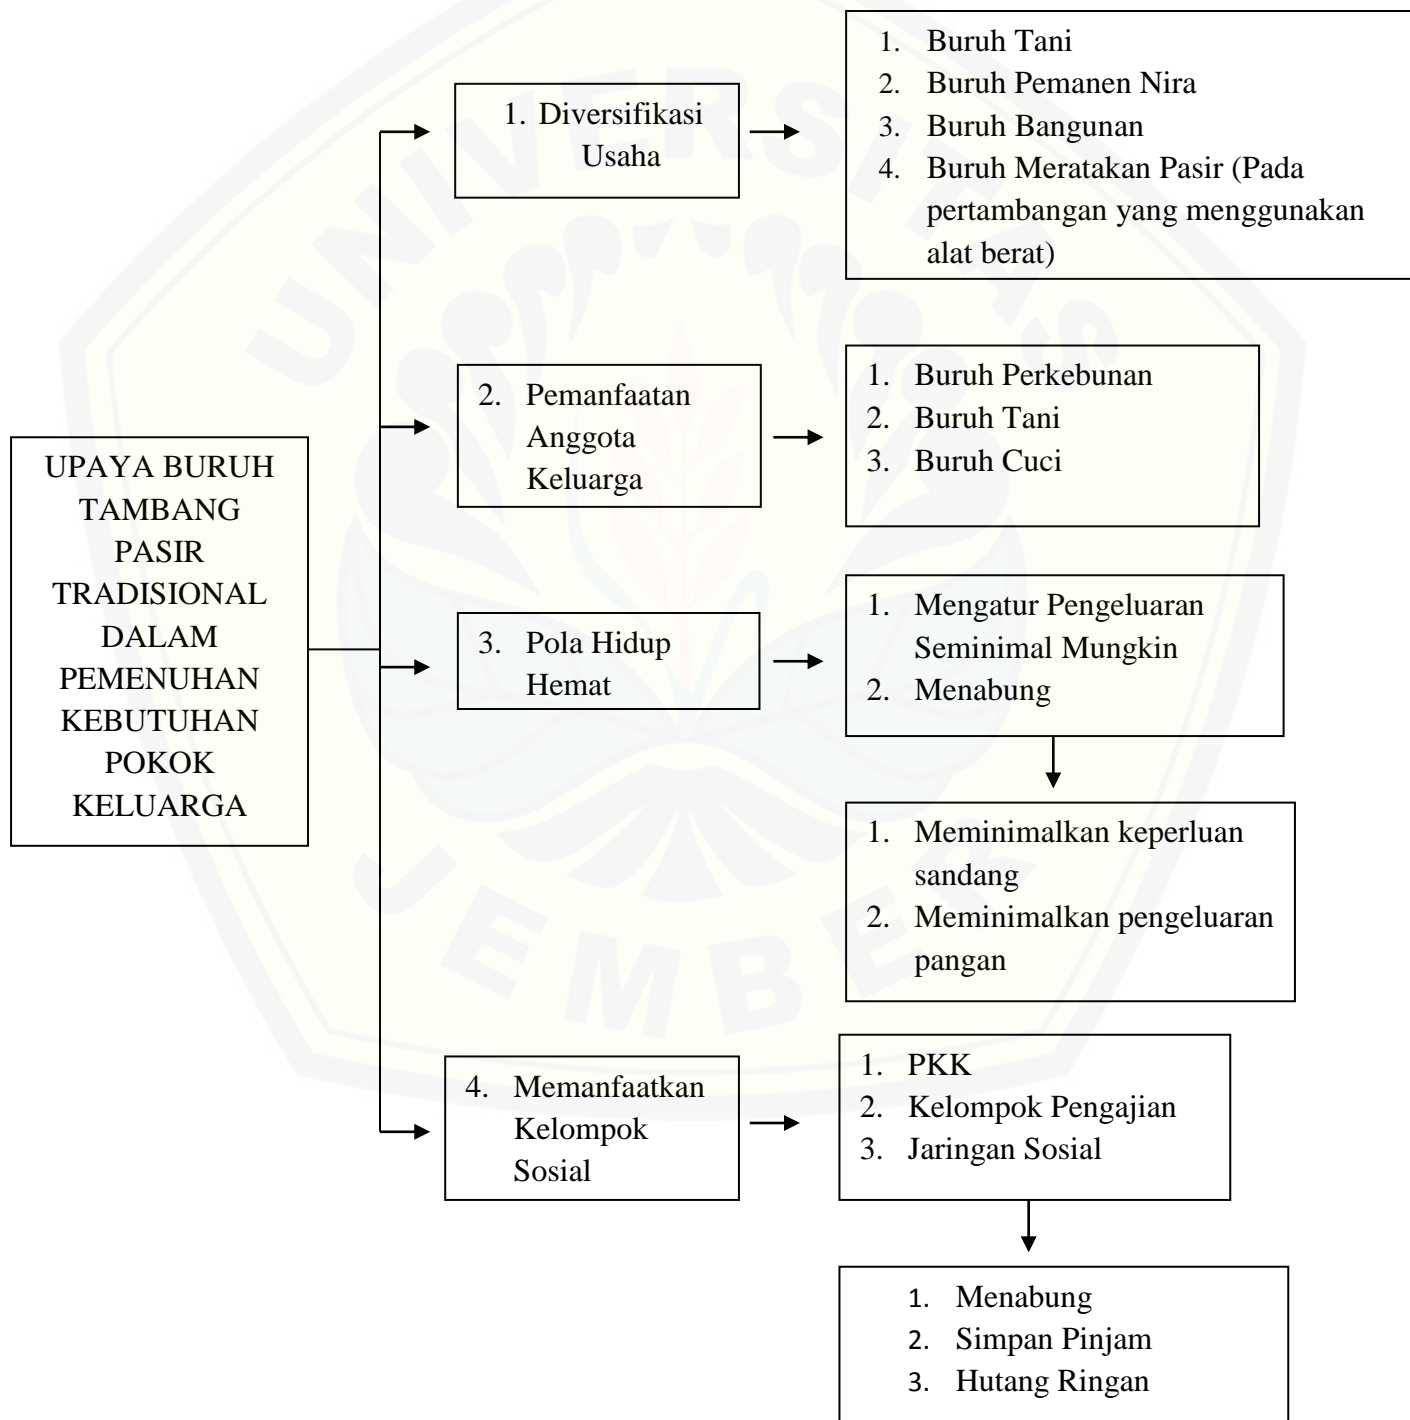 UPAYA BURUH
TAMBANG
PASIR
TRADISIONAL
DALAM
PEMENUHAN
KEBUTUHAN
POKOK
KELUARGA
1. Diversifikasi
Usaha
1. Buruh Tani
2. Buruh Pemanen Nira
3. Buruh Bangunan
4. Buruh Meratakan Pasir (Pada
pertambangan yang menggunakan
alat berat)
2. Pemanfaatan
Anggota
Keluarga
1. Buruh Perkebunan
2. Buruh Tani
3. Buruh Cuci
3. Pola Hidup
Hemat
1. Mengatur Pengeluaran
Seminimal Mungkin
2. Menabung
1. Meminimalkan keperluan
sandang
2. Meminimalkan pengeluaran
pangan
4. Memanfaatkan
Kelompok
Sosial
1. PKK
2. Kelompok Pengajian
3. Jaringan Sosial
1. Menabung
2. Simpan Pinjam
3. Hutang Ringan
UNIVERSITAS
JEMBER